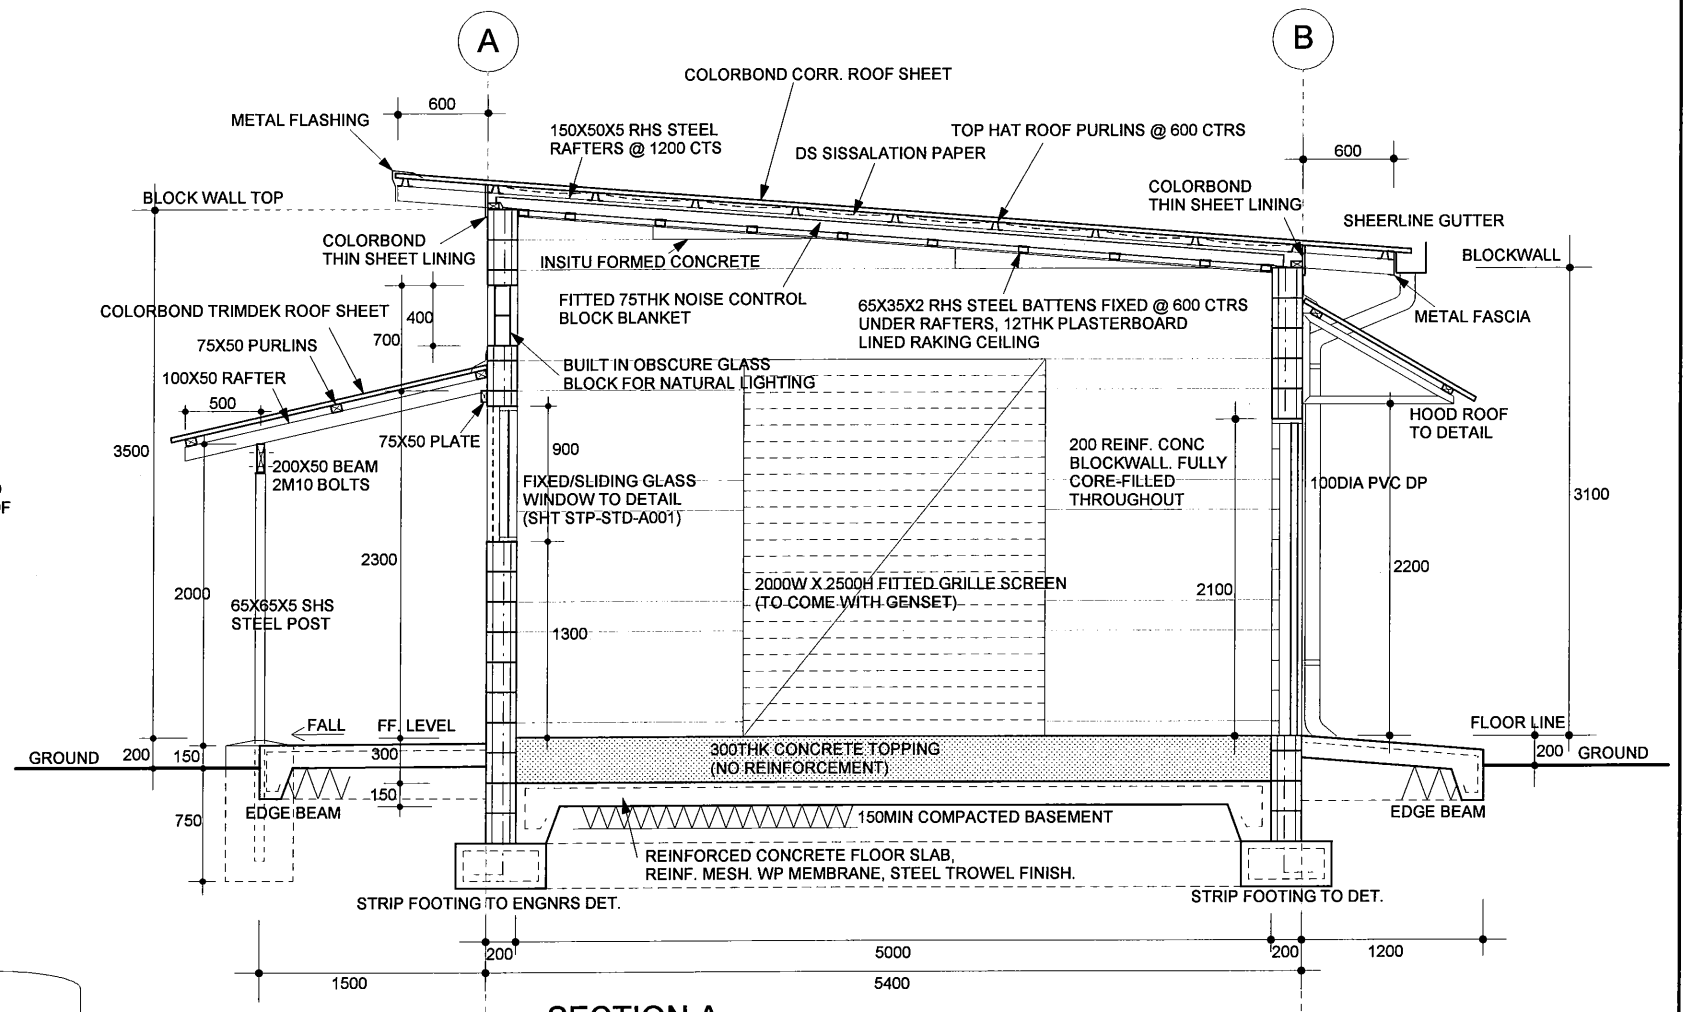 A
B
COLORBOND CORR. ROOF SHEET
600
METAL FLASHING
150X50X5 RHS STEEL
RAFTERS @ 1200 CTS
TOP HAT ROOF PURLINS @ 600 CTRS
DS SISSALATION PAPER
600
BLOCK WALL TOP
COLORBOND
THIN SHEET LINING
SHEERLINE GUTTER
COLORBOND
THIN SHEET LINING
INSITU FORMED CONCRETE
BLOCKWALL
FITTED 75THK NOISE CONTROL
BLOCK BLANKET
65X35X2 RHS STEEL BATTENS FIXED @ 600 CTRS
UNDER RAFTERS, 12THK PLASTERBOARD
LINED RAKING CEILING
METAL FASCIA
COLORBOND TRIMDEK ROOF SHEET
400
700
75X50 PURLINS
100X50 RAFTER
BUILT IN OBSCURE GLASS
BLOCK FOR NATURAL LIGHTING
500
75X50 PLATE
HOOD ROOF
TO DETAIL
3500
900
200 REINF. CONC
BLOCKWALL. FULLY
CORE-FILLED
THROUGHOUT
200X50 BEAM
2M10 BOLTS
FIXED/SLIDING GLASS
WINDOW TO DETAIL
(SHT STP-STD-A001)
100DIA PVC DP
3100
2300
2200
2000
65X65X5 SHS
STEEL POST
2000W X 2500H FITTED GRILLE SCREEN
(TO COME WITH GENSET)
2100
1300
FALL
FF. LEVEL
FLOOR LINE
GROUND
200
150
300
300THK CONCRETE TOPPING
(NO REINFORCEMENT)
200
GROUND
150
EDGE BEAM
750
150MIN COMPACTED BASEMENT
EDGE BEAM
REINFORCED CONCRETE FLOOR SLAB,
REINF. MESH. WP MEMBRANE, STEEL TROWEL FINISH.
STRIP FOOTING TO ENGNRS DET.
STRIP FOOTING TO DET.
200
5000
200
1200
1500
5400
SECTION A